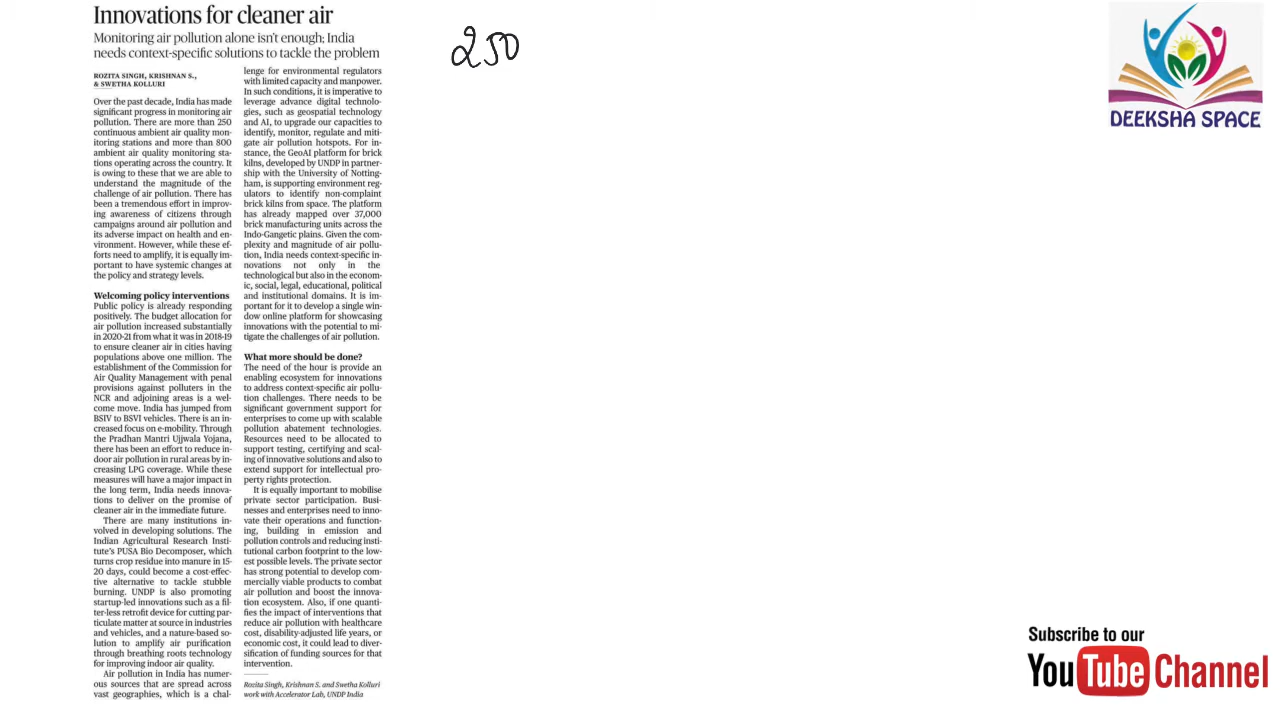 Innovations for cleaner air
Monitoring air pollution alone isn't enough; India
needs context-specific solutions to tackle the problem
250
ROZITA SINGH, KRISHNAN S.,
& SWETHA KOLLURI
Over the past decade, India has made
significant progress in monitoring air
pollution. There are more than 250
continuous ambient air quality mon-
itoring stations and more than 800
ambient air quality monitoring sta-
tions operating across the country. It
is owing to these that we are able to
understand the magnitude of the
challenge of air pollution. There has
been a tremendous effort in improv-
ing awareness of citizens through
campaigns around air pollution and
its adverse impact on health and en-
vironment. However, while these ef-
forts need to amplify, it is equally im-
portant to have systemic changes at
the policy and strategy levels.
Welcoming policy interventions
Public policy is already responding
positively. The budget allocation for
air pollution increased substantially
in 2020-21 from what it was in 2018-19
to ensure cleaner air in cities having
populations above one million. The
establishment of the Commission for
Air Quality Management with penal
provisions against polluters in the
NCR and adjoining areas is a wel-
come move. India has jumped from
BSIV to BSVI vehicles. There is an in-
creased focus on e-mobility. Through
the Pradhan Mantri Ujjwala Yojana,
there has been an effort to reduce in-
door air pollution in rural areas by in-
creasing LPG coverage. While these
measures will have a major impact in
the long term, India needs innova-
tions to deliver on the promise of
cleaner air in the immediate future.
There are many institutions in-
volved in developing solutions. The
Indian Agricultural Research Insti-
tute's PUSA Bio Decomposer, which
turns crop residue into manure in 15-
20 days, could become a cost-effec-
tive alternative to tackle stubble
burning. UNDP is also promoting
startup-led innovations such as a fil-
ter-less retrofit device for cutting par-
ticulate matter at source in industries
and vehicles, and a nature-based so-
lution to amplify air purification
through breathing roots technology
for improving indoor air quality.
Air pollution in India has numer-
ous sources that are spread across
vast geographies, which is a chal-
lenge for environmental regulators
with limited capacity and manpower.
In such conditions, it is imperative to
leverage advance digital technolo-
gies, such as geospatial technology
and AI, to upgrade our capacities to
identify, monitor, regulate and miti-
gate air pollution hotspots. For in-
stance, the GeoAI platform for brick
kilns, developed by UNDP in partner-
ship with the University of Notting-
ham, is supporting environment reg-
ulators to identify non-complaint
brick kilns from space. The platform
has already mapped over 37,000
brick manufacturing units across the
Indo-Gangetic plains. Given the com-
plexity and magnitude of air pollu-
tion, India needs context-specific in-
novations not only in the
technological but also in the econom-
ic, social, legal, educational, political
and institutional domains. It is im-
portant for it to develop a single win-
dow online platform for showcasing
innovations with the potential to mi-
tigate the challenges of air pollution.
What more should be done?
The need of the hour is provide an
enabling ecosystem for innovations
to address context-specific air pollu-
tion challenges. There needs to be
significant government support for
enterprises to come up with scalable
pollution abatement technologies.
Resources need to be allocated to
support testing, certifying and scal-
ing of innovative solutions and also to
extend support for intellectual pro-
perty rights protection.
It is equally important to mobilise
private sector participation. Busi-
nesses and enterprises need to inno-
vate their operations and function-
ing, building in emission and
pollution controls and reducing insti-
tutional carbon footprint to the low-
est possible levels. The private sector
has strong potential to develop com-
mercially viable products to combat
air pollution and boost the innova-
tion ecosystem. Also, if one quanti-
fies the impact of interventions that
reduce air pollution with healthcare
cost, disability-adjusted life years, or
economic cost, it could lead to diver-
sification of funding sources for that
intervention.
Rozita Singh, Krishnan S. and Swetha Kolluri
work with Accelerator Lab, UNDP India
DEEKSHA SPACE
Subscribe to our
YouTube Channel